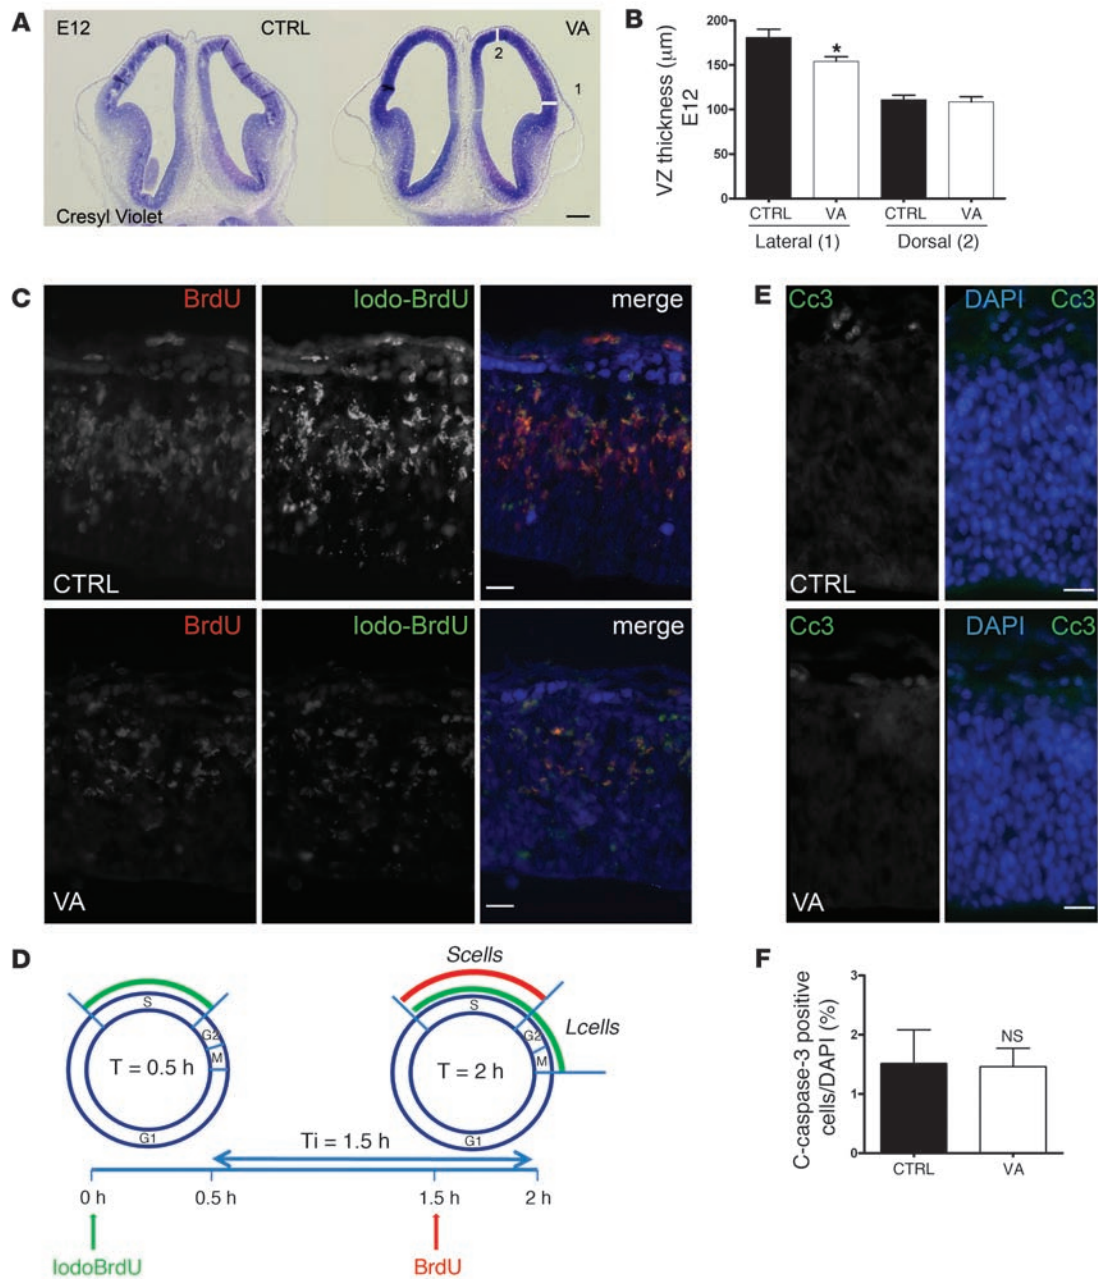 A
E12
CTRL
VA
2
1
Cresyl Violet
B
VZ thickness (μm)
E12
200
150
100
50
0
*
CTRL
VA
CTRL
VA
Lateral (1)
Dorsal (2)
C
BrdU
Iodo-BrdU
merge
CTRL
BrdU
Iodo-BrdU
merge
VA
E
Cc3
DAPI
Cc3
CTRL
Cc3
DAPI
Cc3
VA
D
S
G2
M
G1
T = 0.5 h
Scells
Lcells
S
G2
M
G1
T = 2 h
Ti = 1.5 h
0 h
0.5 h
1.5 h
2 h
IodoBrdU
BrdU
F
C-caspase-3 positive
cells/DAPI (%)
3
2
1
0
NS
CTRL
VA